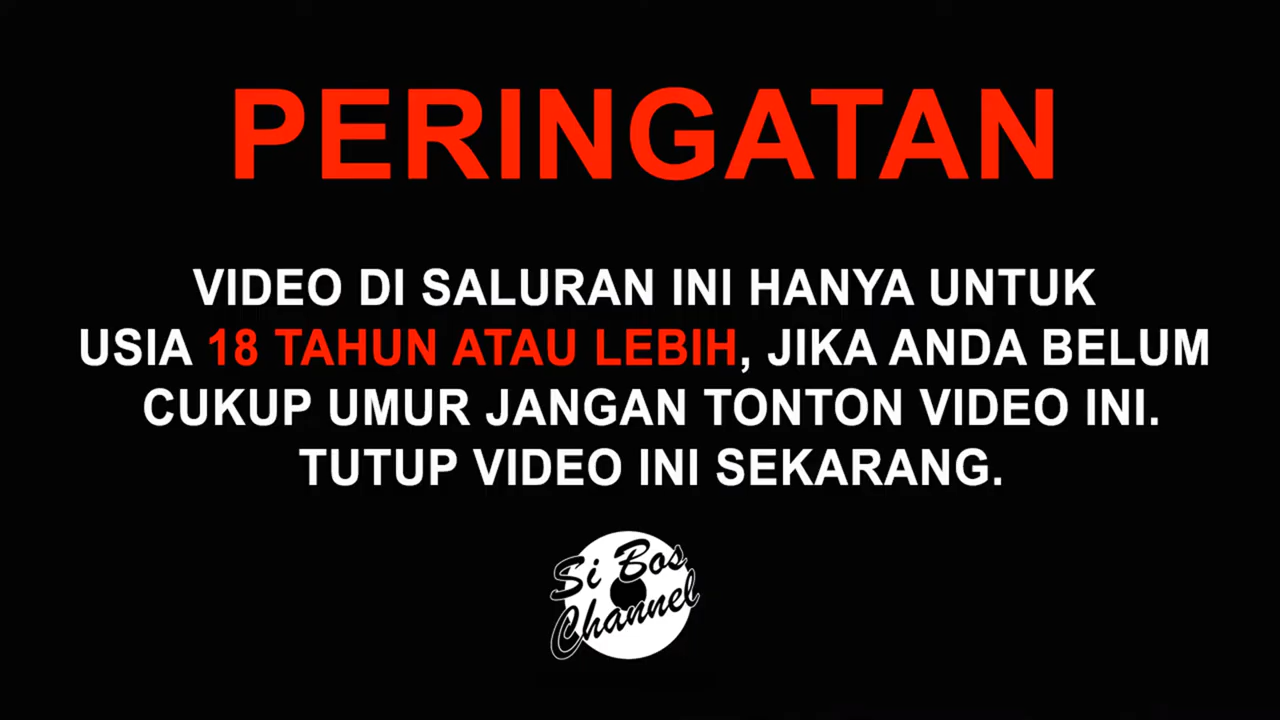 PERINGATAN
VIDEO DI SALURAN INI HANYA UNTUK
USIA 18 TAHUN ATAU LEBIH, JIKA ANDA BELUM
CUKUP UMUR JANGAN TONTON VIDEO INI.
TUTUP VIDEO INI SEKARANG.
Si Bos
Channel